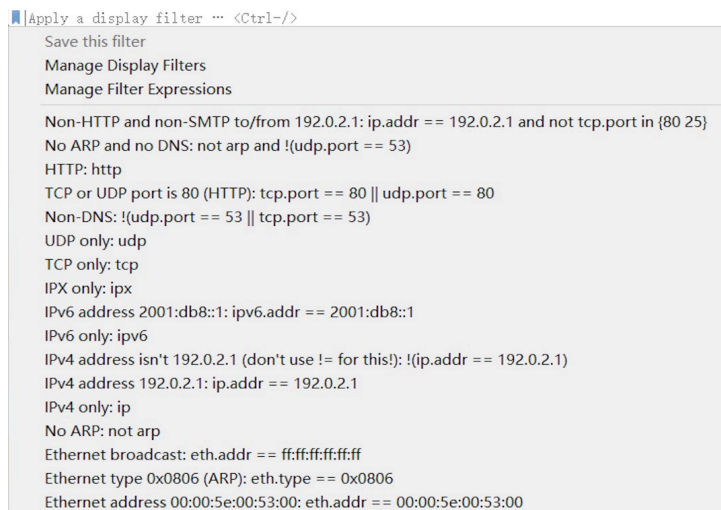 Apply a display filter ⋯ <Ctrl-/>
Save this filter
Manage Display Filters
Manage Filter Expressions
Non-HTTP and non-SMTP to/from 192.0.2.1: ip.addr == 192.0.2.1 and not tcp.port in {80 25}
No ARP and no DNS: not arp and !(udp.port == 53)
HTTP: http
TCP or UDP port is 80 (HTTP): tcp.port == 80 || udp.port == 80
Non-DNS: !(udp.port == 53 || tcp.port == 53)
UDP only: udp
TCP only: tcp
IPX only: ipx
IPv6 address 2001:db8::1: ipv6.addr == 2001:db8::1
IPv6 only: ipv6
IPv4 address isn't 192.0.2.1 (don't use != for this!): !(ip.addr == 192.0.2.1)
IPv4 address 192.0.2.1: ip.addr == 192.0.2.1
IPv4 only: ip
No ARP: not arp
Ethernet broadcast: eth.addr == ff:ff:ff:ff:ff:ff
Ethernet type 0x0806 (ARP): eth.type == 0x0806
Ethernet address 00:00:5e:00:53:00: eth.addr == 00:00:5e:00:53:00